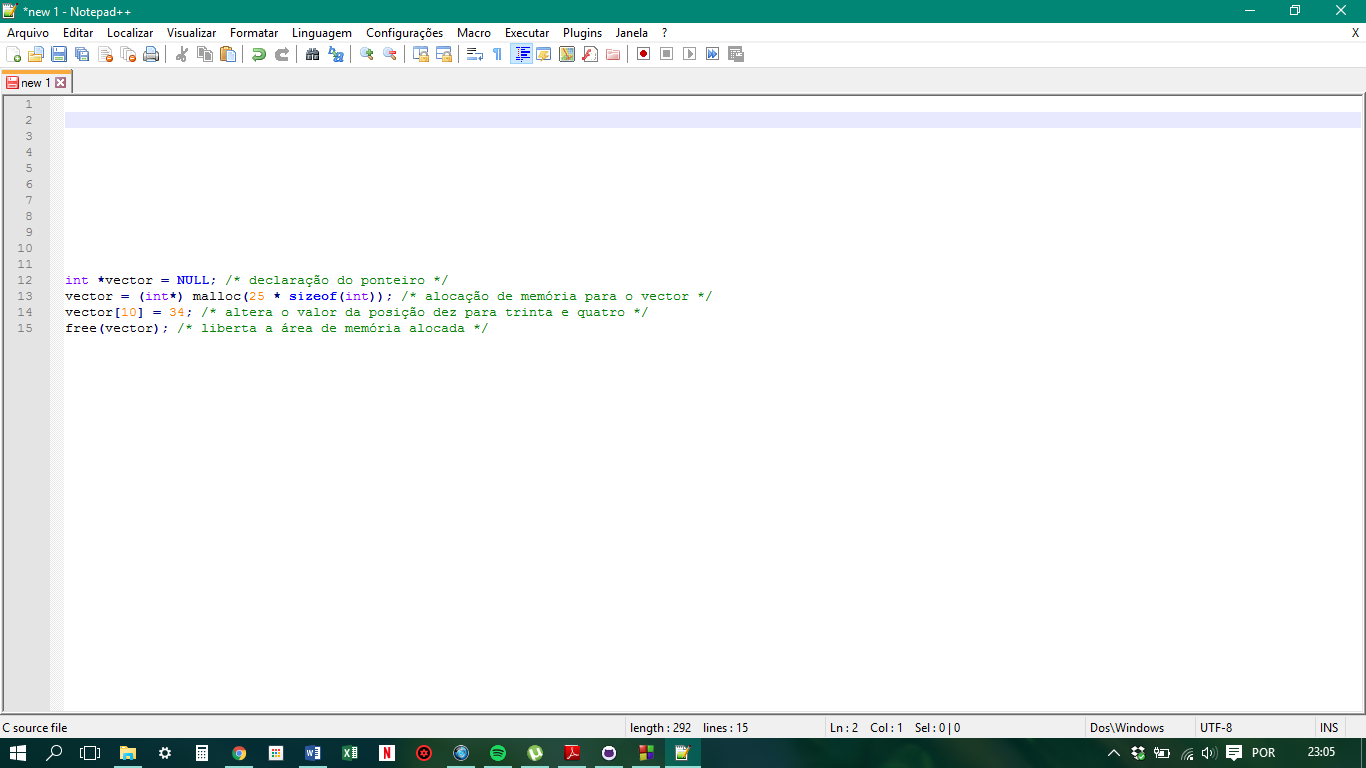 *new 1 - Notepad++
Arquivo Editar Localizar Visualizar Formatar Linguagem Configurações Macro Executar Plugins Janela ? X
new 1
1
2
3
4
5
6
7
8
9
10
11
12 int *vector = NULL; /* declaração do ponteiro */
13 vector = (int*) malloc(25 * sizeof(int)); /* alocação de memória para o vector */
14 vector[10] = 34; /* altera o valor da posição dez para trinta e quatro */
15 free(vector); /* liberta a área de memória alocada */
C source file length : 292 lines : 15 Ln : 2 Col : 1 Sel : 0 | 0 Dos\Windows UTF-8 INS
POR 23:05